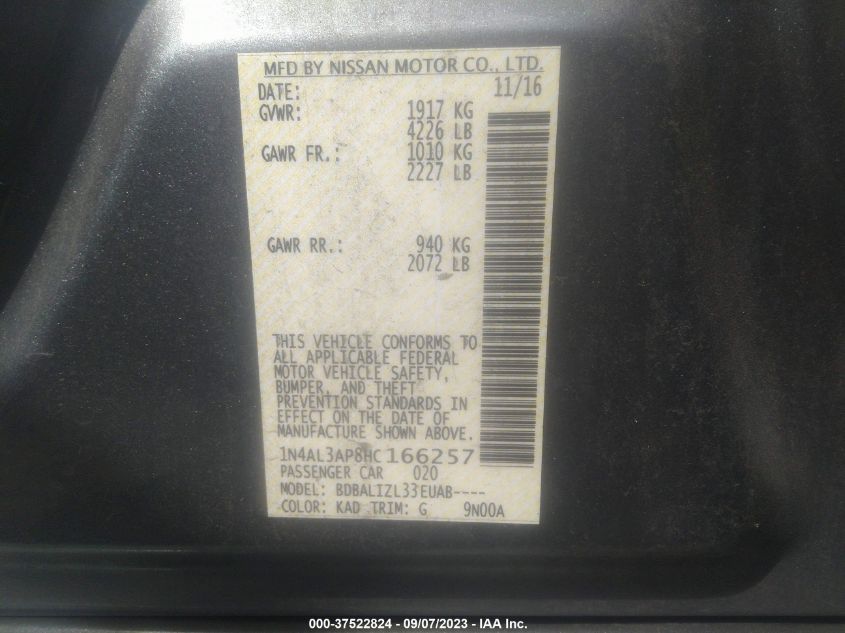 MFD BY NISSAN MOTOR CO., LTD.
DATE: 11/16
GVWR: 1917 KG
4226 LB
GAWR FR.: 1010 KG
2227 LB
GAWR RR.: 940 KG
2072 LB
THIS VEHICLE CONFORMS TO
ALL APPLICABLE FEDERAL
MOTOR VEHICLE SAFETY,
BUMPER, AND THEFT
PREVENTION STANDARDS IN
EFFECT ON THE DATE OF
MANUFACTURE SHOWN ABOVE.
1N4AL3AP8HC166257
PASSENGER CAR 020
MODEL: BDBALIZL33EUAB----
COLOR: KAD TRIM: G 9N00A
000-37522824 - 09/07/2023 - IAA Inc.